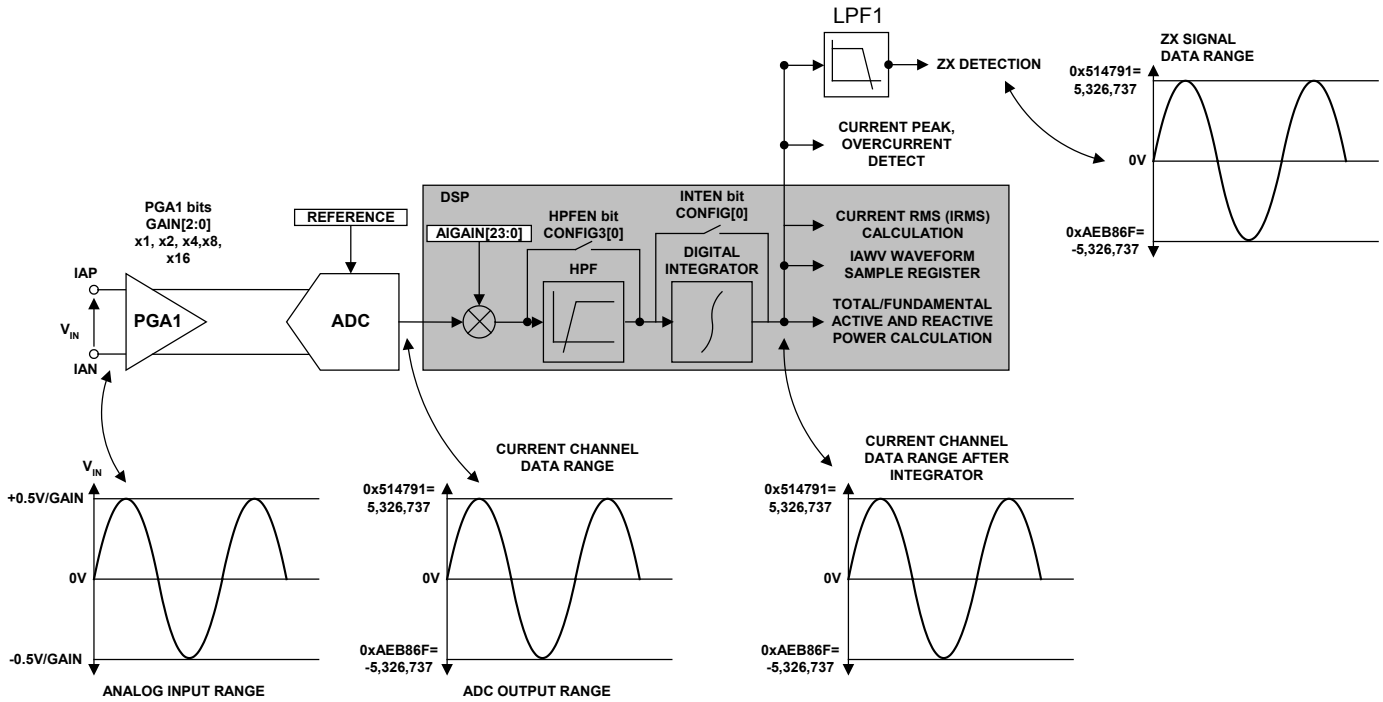 LPF1
ZX DETECTION
ZX SIGNAL
DATA RANGE
0x514791=
5,326,737
0V
0xAEB86F=
-5,326,737
CURRENT PEAK,
OVERCURRENT
DETECT
PGA1 bits
GAIN[2:0]
x1, x2, x4,x8,
x16
IAP
VIN
IAN
PGA1
REFERENCE
ADC
DSP
AIGAIN[23:0]
HPFEN bit
CONFIG3[0]
HPF
INTEN bit
CONFIG[0]
DIGITAL
INTEGRATOR
CURRENT RMS (IRMS)
CALCULATION
IAWV WAVEFORM
SAMPLE REGISTER
TOTAL/FUNDAMENTAL
ACTIVE AND REACTIVE
POWER CALCULATION
VIN
+0.5V/GAIN
0V
-0.5V/GAIN
ANALOG INPUT RANGE
CURRENT CHANNEL
DATA RANGE
0x514791=
5,326,737
0V
0xAEB86F=
-5,326,737
ADC OUTPUT RANGE
CURRENT CHANNEL
DATA RANGE AFTER
INTEGRATOR
0x514791=
5,326,737
0V
0xAEB86F=
-5,326,737